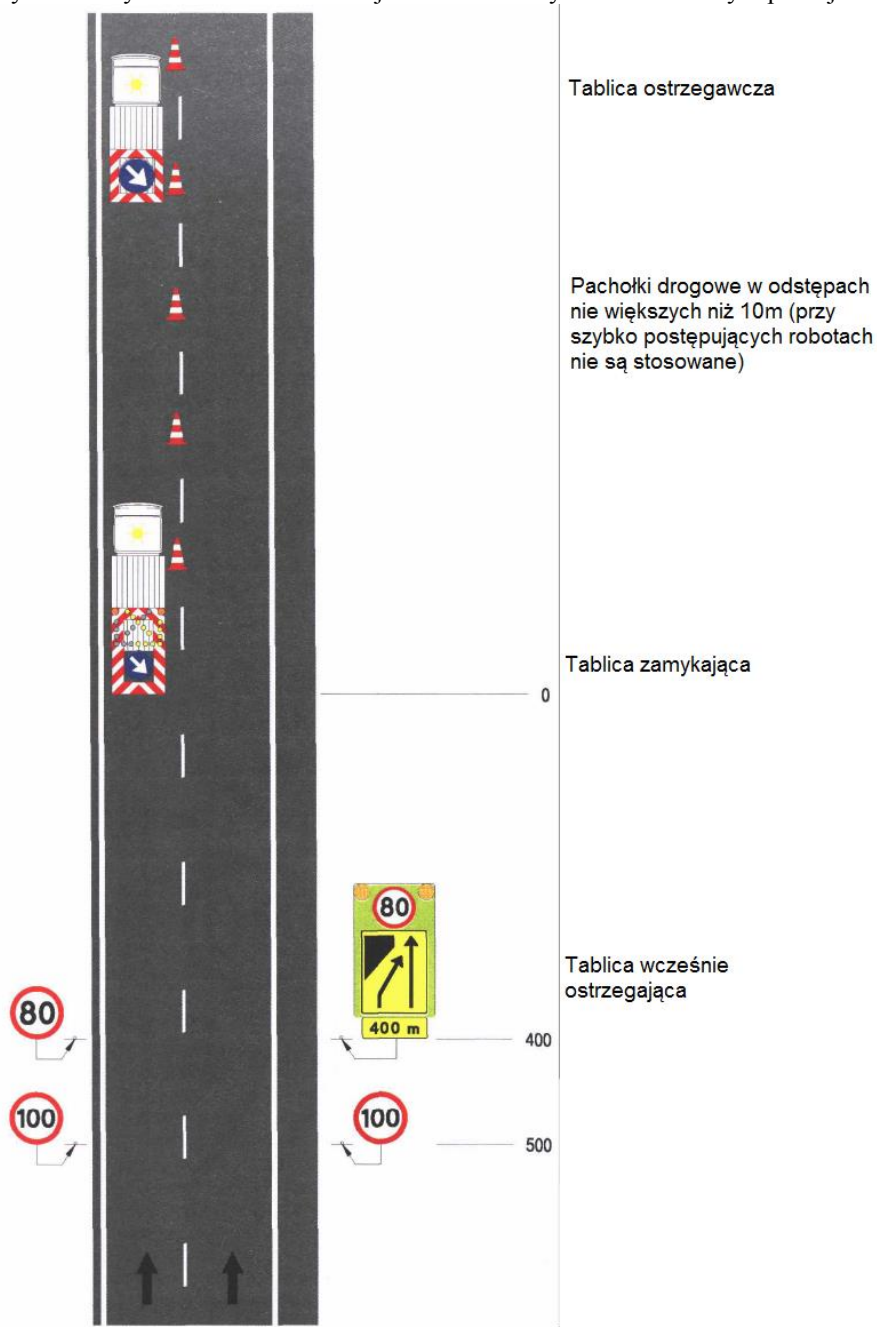 Tablica ostrzegawcza
Pachołki drogowe w odstępach
nie większych niż 10m (przy
szybko postępujących robotach
nie są stosowane)
Tablica zamykająca
0
80
Tablica wcześnie
ostrzegająca
80
400 m
400
100
100
500